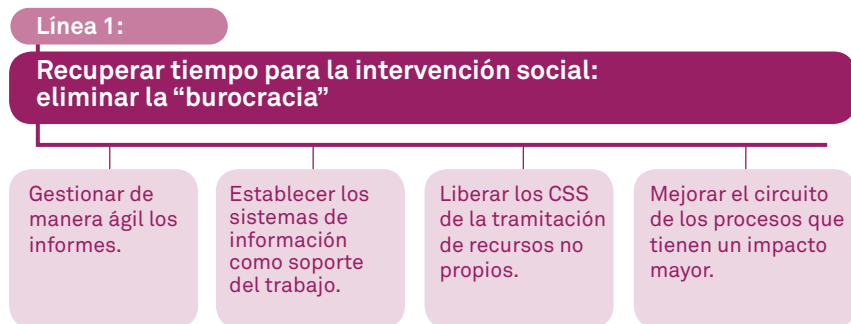 Línea 1:
Recuperar tiempo para la intervención social:
eliminar la “burocracia”
Gestionar de
manera ágil los
informes.
Establecer los
sistemas de
información
como soporte
del trabajo.
Liberar los CSS
de la tramitación
de recursos no
propios.
Mejorar el circuito
de los procesos que
tienen un impacto
mayor.